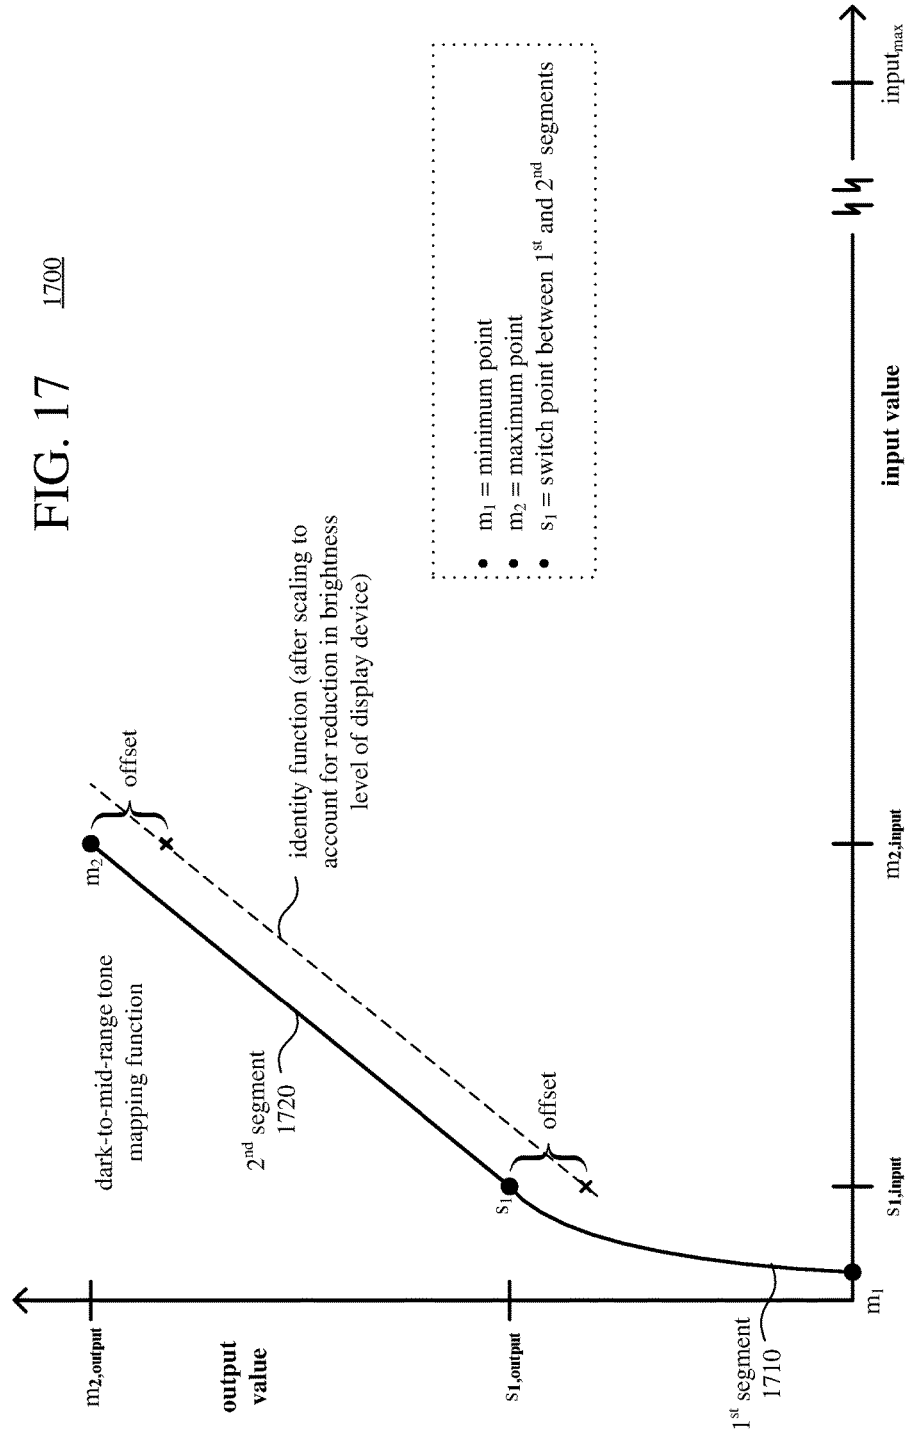 FIG. 17
1700
m2,output
output
value
s1,output
dark-to-mid-range tone
mapping function
m2
offset
identity function (after scaling to
account for reduction in brightness
level of display device)
2nd segment
1720
s1
offset
1st segment
1710
m1
• m1 = minimum point
• m2 = maximum point
• s1 = switch point between 1st and 2nd segments
s1,input
m2,input
input value
inputmax